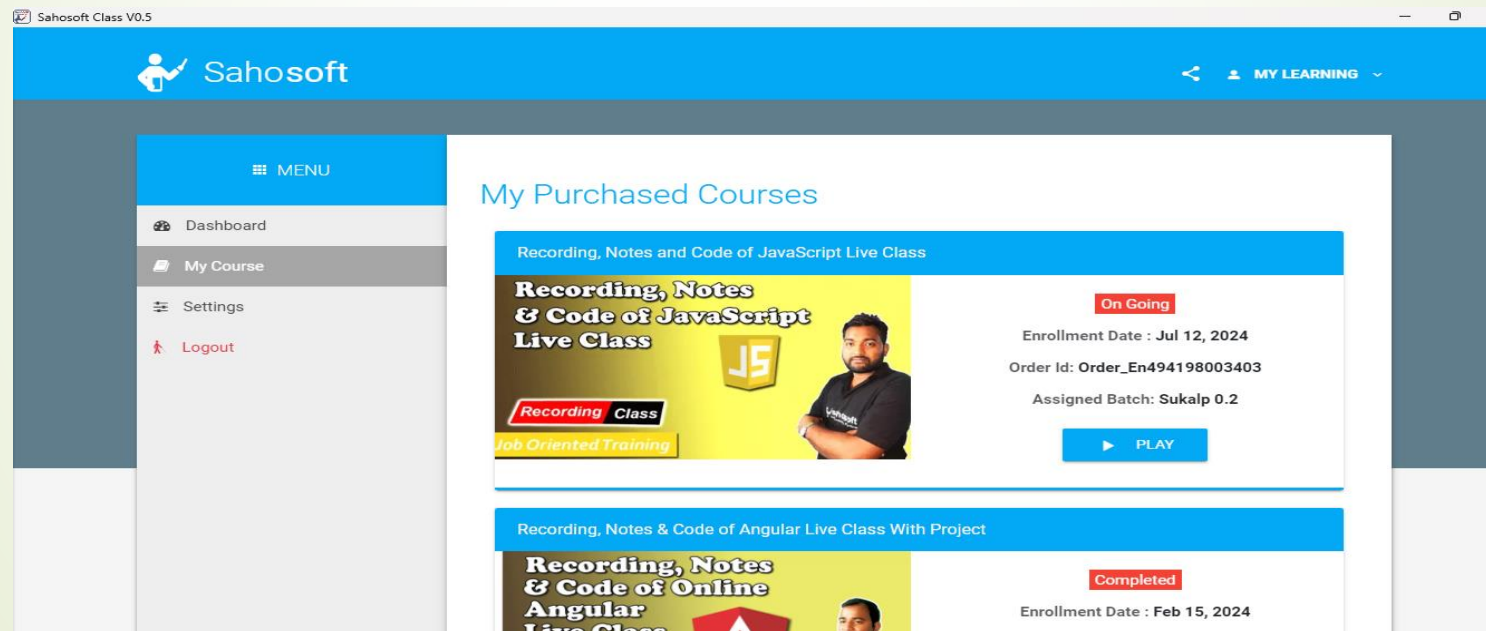 Sahosoft Class V0.5
Sahosoft
MY LEARNING
MENU
Dashboard
My Course
Settings
Logout
My Purchased Courses
Recording, Notes and Code of JavaScript Live Class
Recording, Notes
& Code of JavaScript
Live Class
JS
Recording Class
Job Oriented Training
On Going
Enrollment Date : Jul 12, 2024
Order Id: Order_En494198003403
Assigned Batch: Sukalp 0.2
PLAY
Recording, Notes & Code of Angular Live Class With Project
Recording, Notes
& Code of Online
Angular
Live Class
Completed
Enrollment Date : Feb 15, 2024